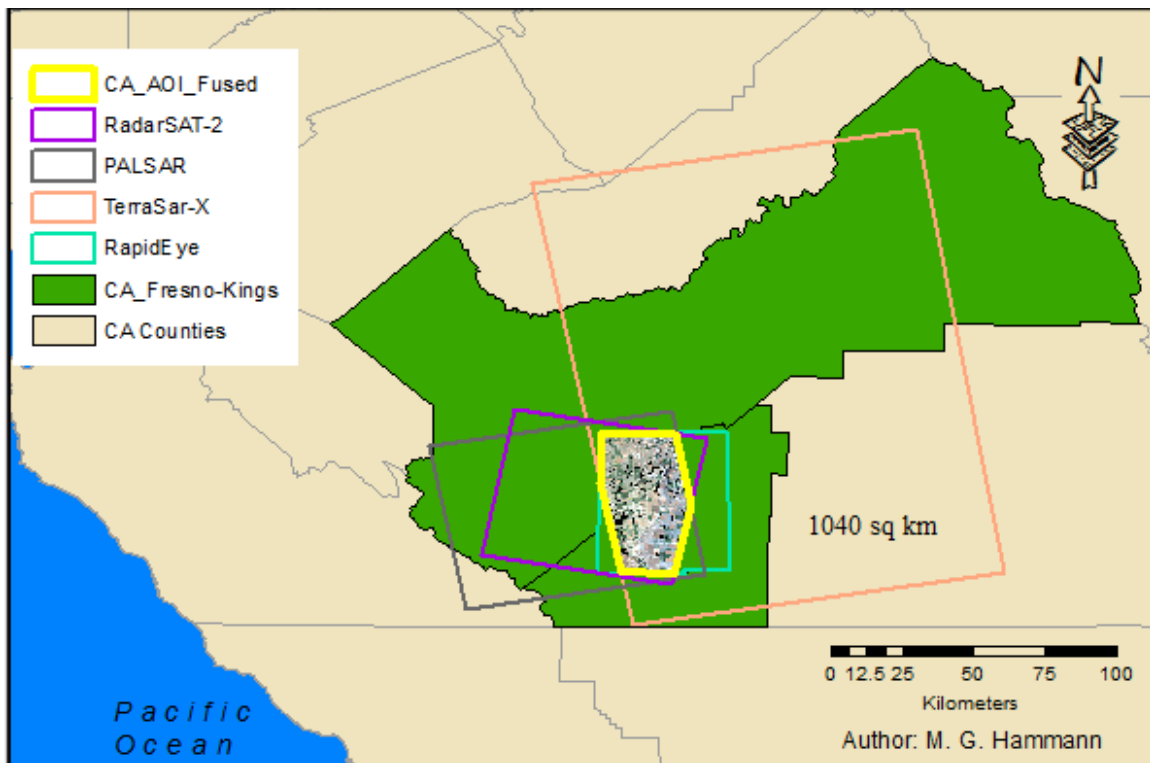 CA_AOI_Fused
RadarSAT-2
PALSAR
TerraSar-X
RapidEye
CA_Fresno-Kings
CA Counties
N
1040 sq km
0 12.5 25 50 75 100
Kilometers
Author: M. G. Hammann
Pacific
Ocean